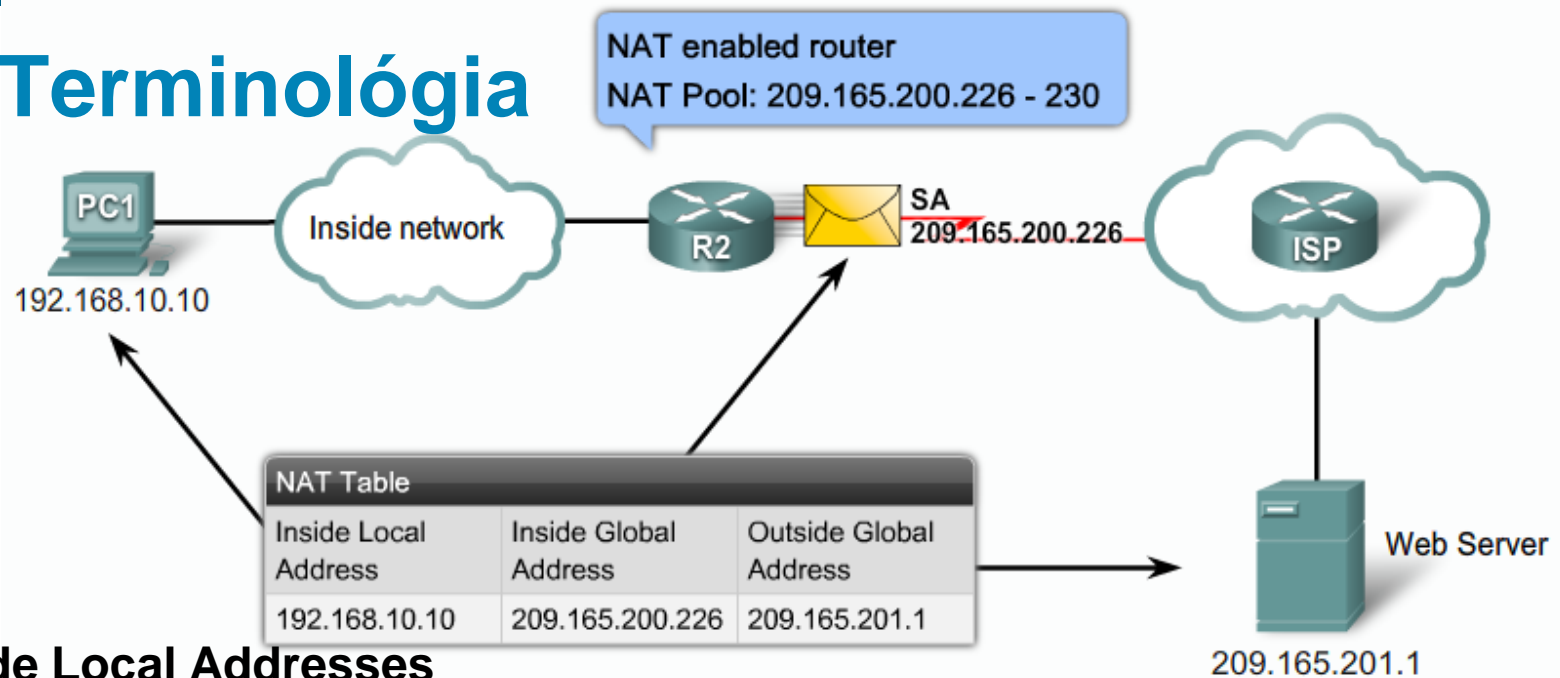 Terminológia
NAT enabled router
NAT Pool: 209.165.200.226 - 230
PC1
192.168.10.10
Inside network
R2
SA
209.165.200.226
ISP
NAT Table
Inside Local Address
Inside Global Address
Outside Global Address
192.168.10.10
209.165.200.226
209.165.201.1
Web Server
209.165.201.1
de Local Addresses